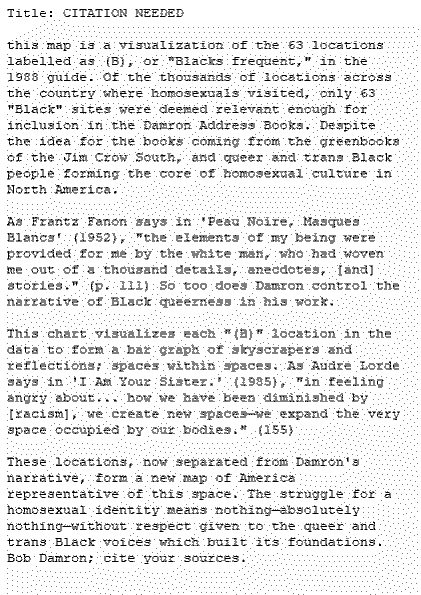 Title: CITATION NEEDED
this map is a visualization of the 63 locations
labelled as (B), or "Blacks frequent," in the
1988 guide. Of the thousands of locations across
the country where homosexuals visited, only 63
"Black" sites were deemed relevant enough for
inclusion in the Damron Address Books. Despite
the idea for the books coming from the greenbooks
of the Jim Crow South, and queer and trans Black
people forming the core of homosexual culture in
North America.
As Frantz Fanon says in 'Peau Noire, Masques
Blancs' (1952), "the elements of my being were
provided for me by the white man, who had woven
me out of a thousand details, anecdotes, [and]
stories." (p. 111) So too does Damron control the
narrative of Black queerness in his work.
This chart visualizes each "(B)" location in the
data to form a bar graph of skyscrapers and
reflections; spaces within spaces. As Audre Lorde
says in 'I Am Your Sister.' (1985), "in feeling
angry about... how we have been diminished by
[racism], we create new spaces—we expand the very
space occupied by our bodies." (155)
These locations, now separated from Damron's
narrative, form a new map of America
representative of this space. The struggle for a
homosexual identity means nothing—absolutely
nothing—without respect given to the queer and
trans Black voices which built its foundations.
Bob Damron; cite your sources.